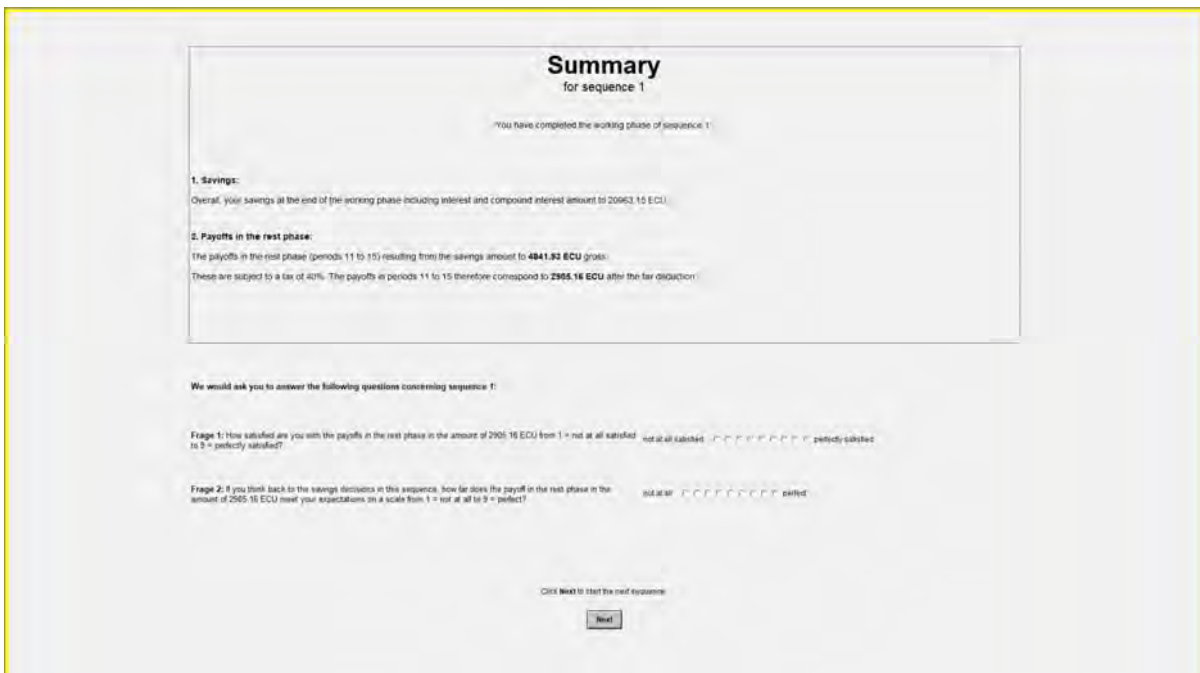 Summary
for sequence 1
You have completed the working phase of sequence 1
1. Savings:
Overall, your savings at the end of the working phase including interest and compound interest amount to 20963.15 ECU.
2. Payoffs in the rest phase:
The payoffs in the rest phase (periods 11 to 15) resulting from the savings amount to 4841.93 ECU gross.
These are subject to a tax of 40%. The payoffs in periods 11 to 15 therefore correspond to 2905.16 ECU after the tax deduction.
We would ask you to answer the following questions concerning sequence 1:
Frage 1: How satisfied are you with the payoffs in the rest phase in the amount of 2905.16 ECU from 1 = not at all satisfied not at all satisfied perfectly satisfied
to 9 = perfectly satisfied?
Frage 2: If you think back to the savings decisions in this sequence, how far does the payoff in the rest phase in the not at all perfect
amount of 2905.16 ECU meet your expectations on a scale from 1 = not at all to 9 = perfect?
Click Next to start the next sequence
Next